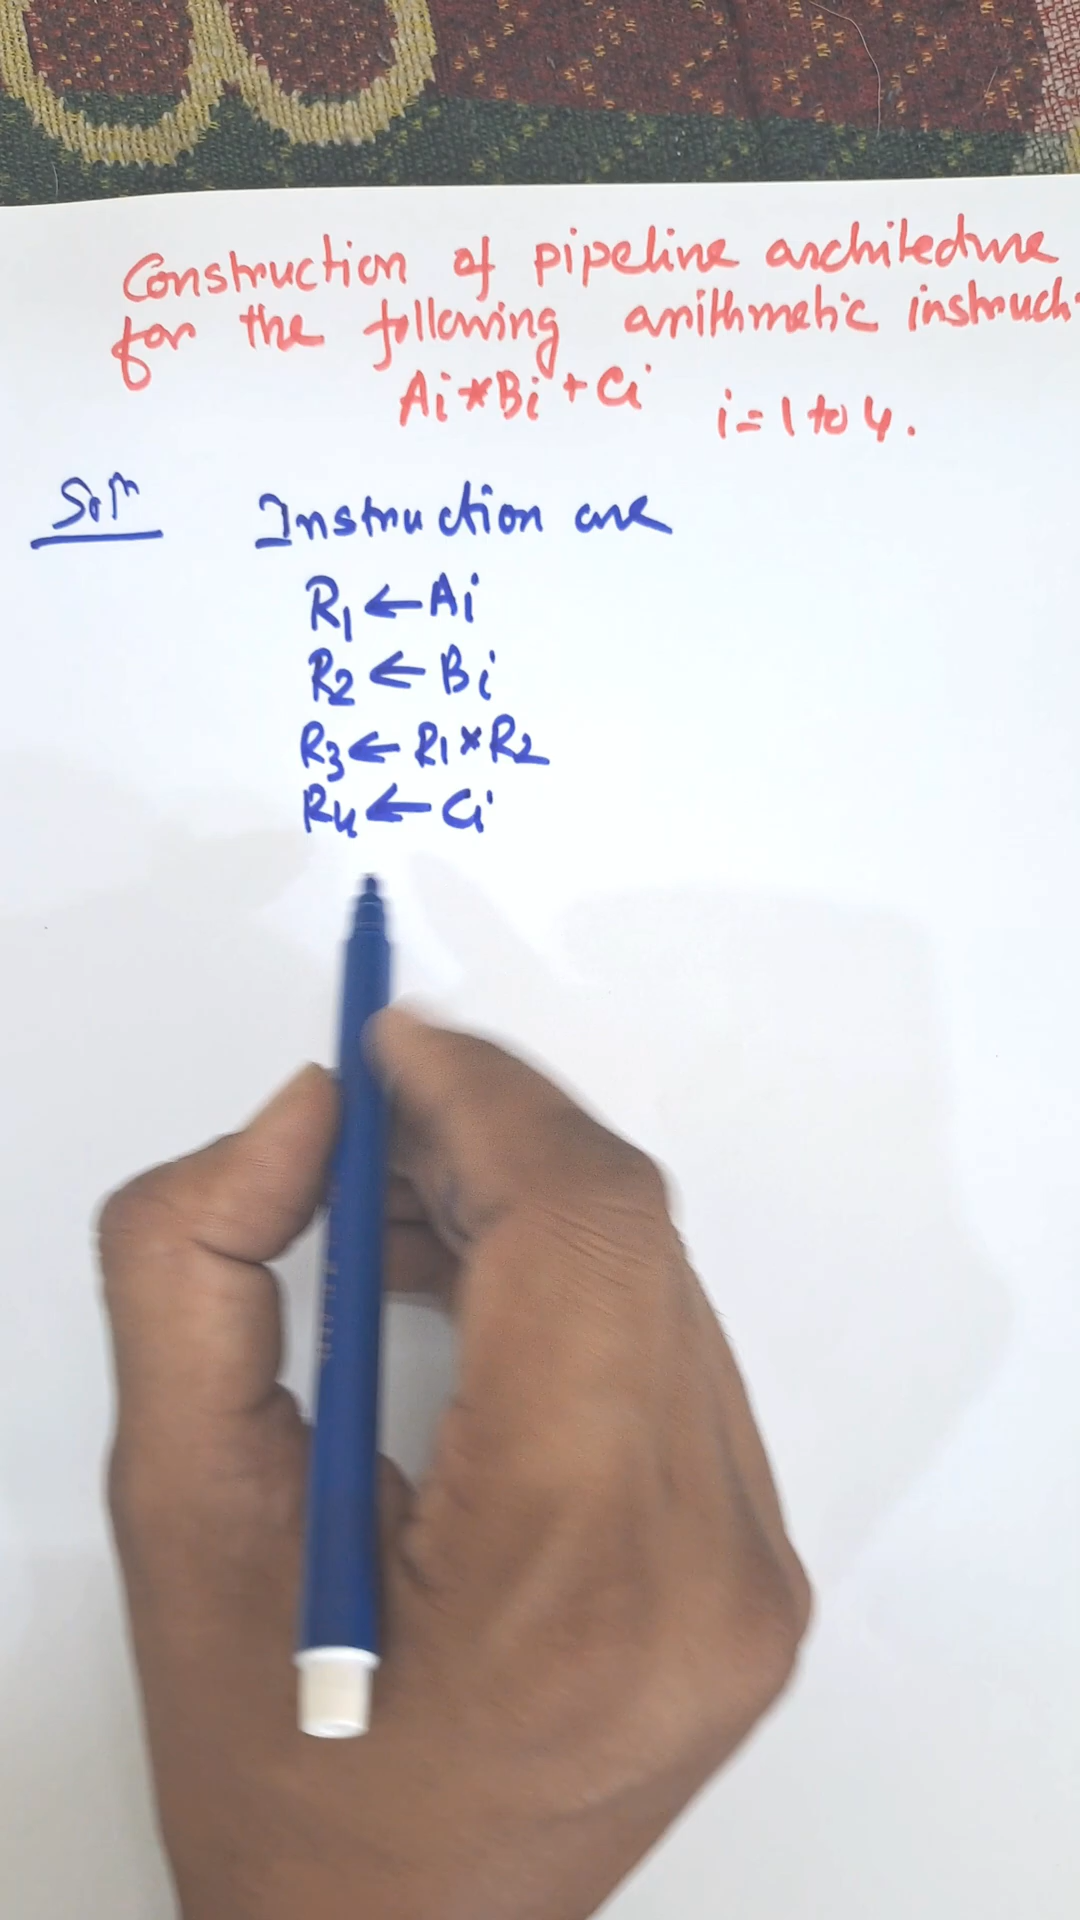 Construction of pipeline architecture
for the following arithmetic instruct
Ai*Bi+Ci i=1 to 4.
Solⁿ Instruction are
R₁ ← Ai
R₂ ← Bi
R₃ ← R₁ × R₂
R₄ ← Ci